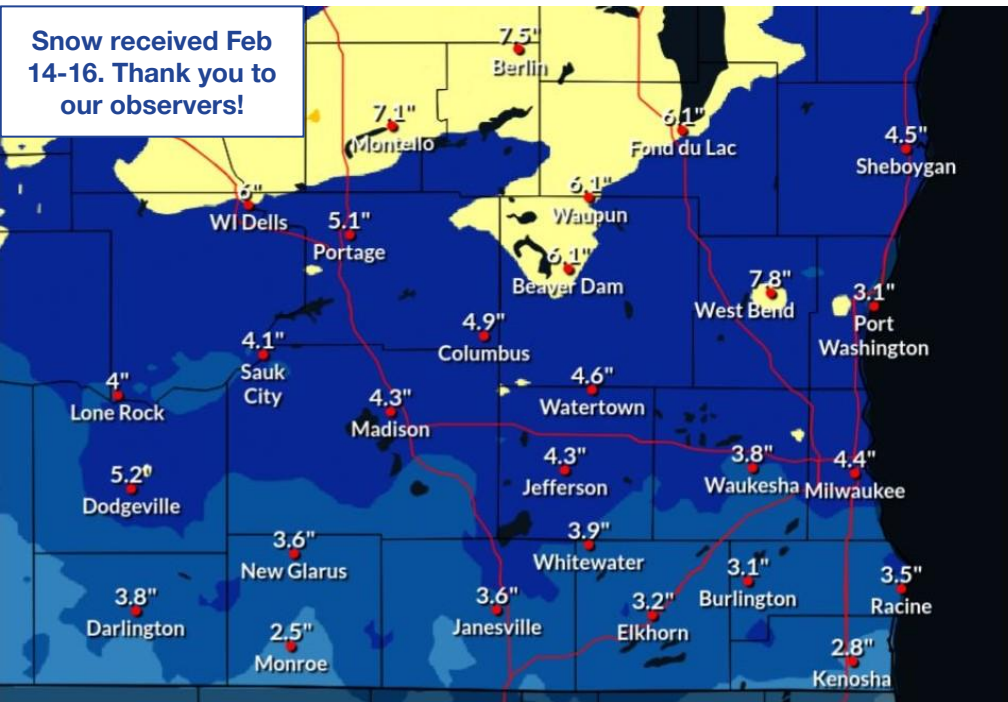 Snow received Feb
14-16. Thank you to
our observers!
7.5"
Berlin
7.1"
Montello
6.1"
Fond du Lac
4.5"
Sheboygan
6"
WI Dells
6.1"
Waupun
5.1"
Portage
6.1"
Beaver Dam
7.8"
West Bend
3.1"
Port
Washington
4.9"
Columbus
4.1"
Sauk
City
4"
Lone Rock
4.6"
Watertown
4.3"
Madison
5.2"
Dodgeville
4.3"
Jefferson
3.8"
Waukesha
4.4"
Milwaukee
3.6"
New Glarus
3.9"
Whitewater
3.1"
Burlington
3.5"
Racine
3.8"
Darlington
3.6"
Janesville
3.2"
Elkhorn
2.5"
Monroe
2.8"
Kenosha